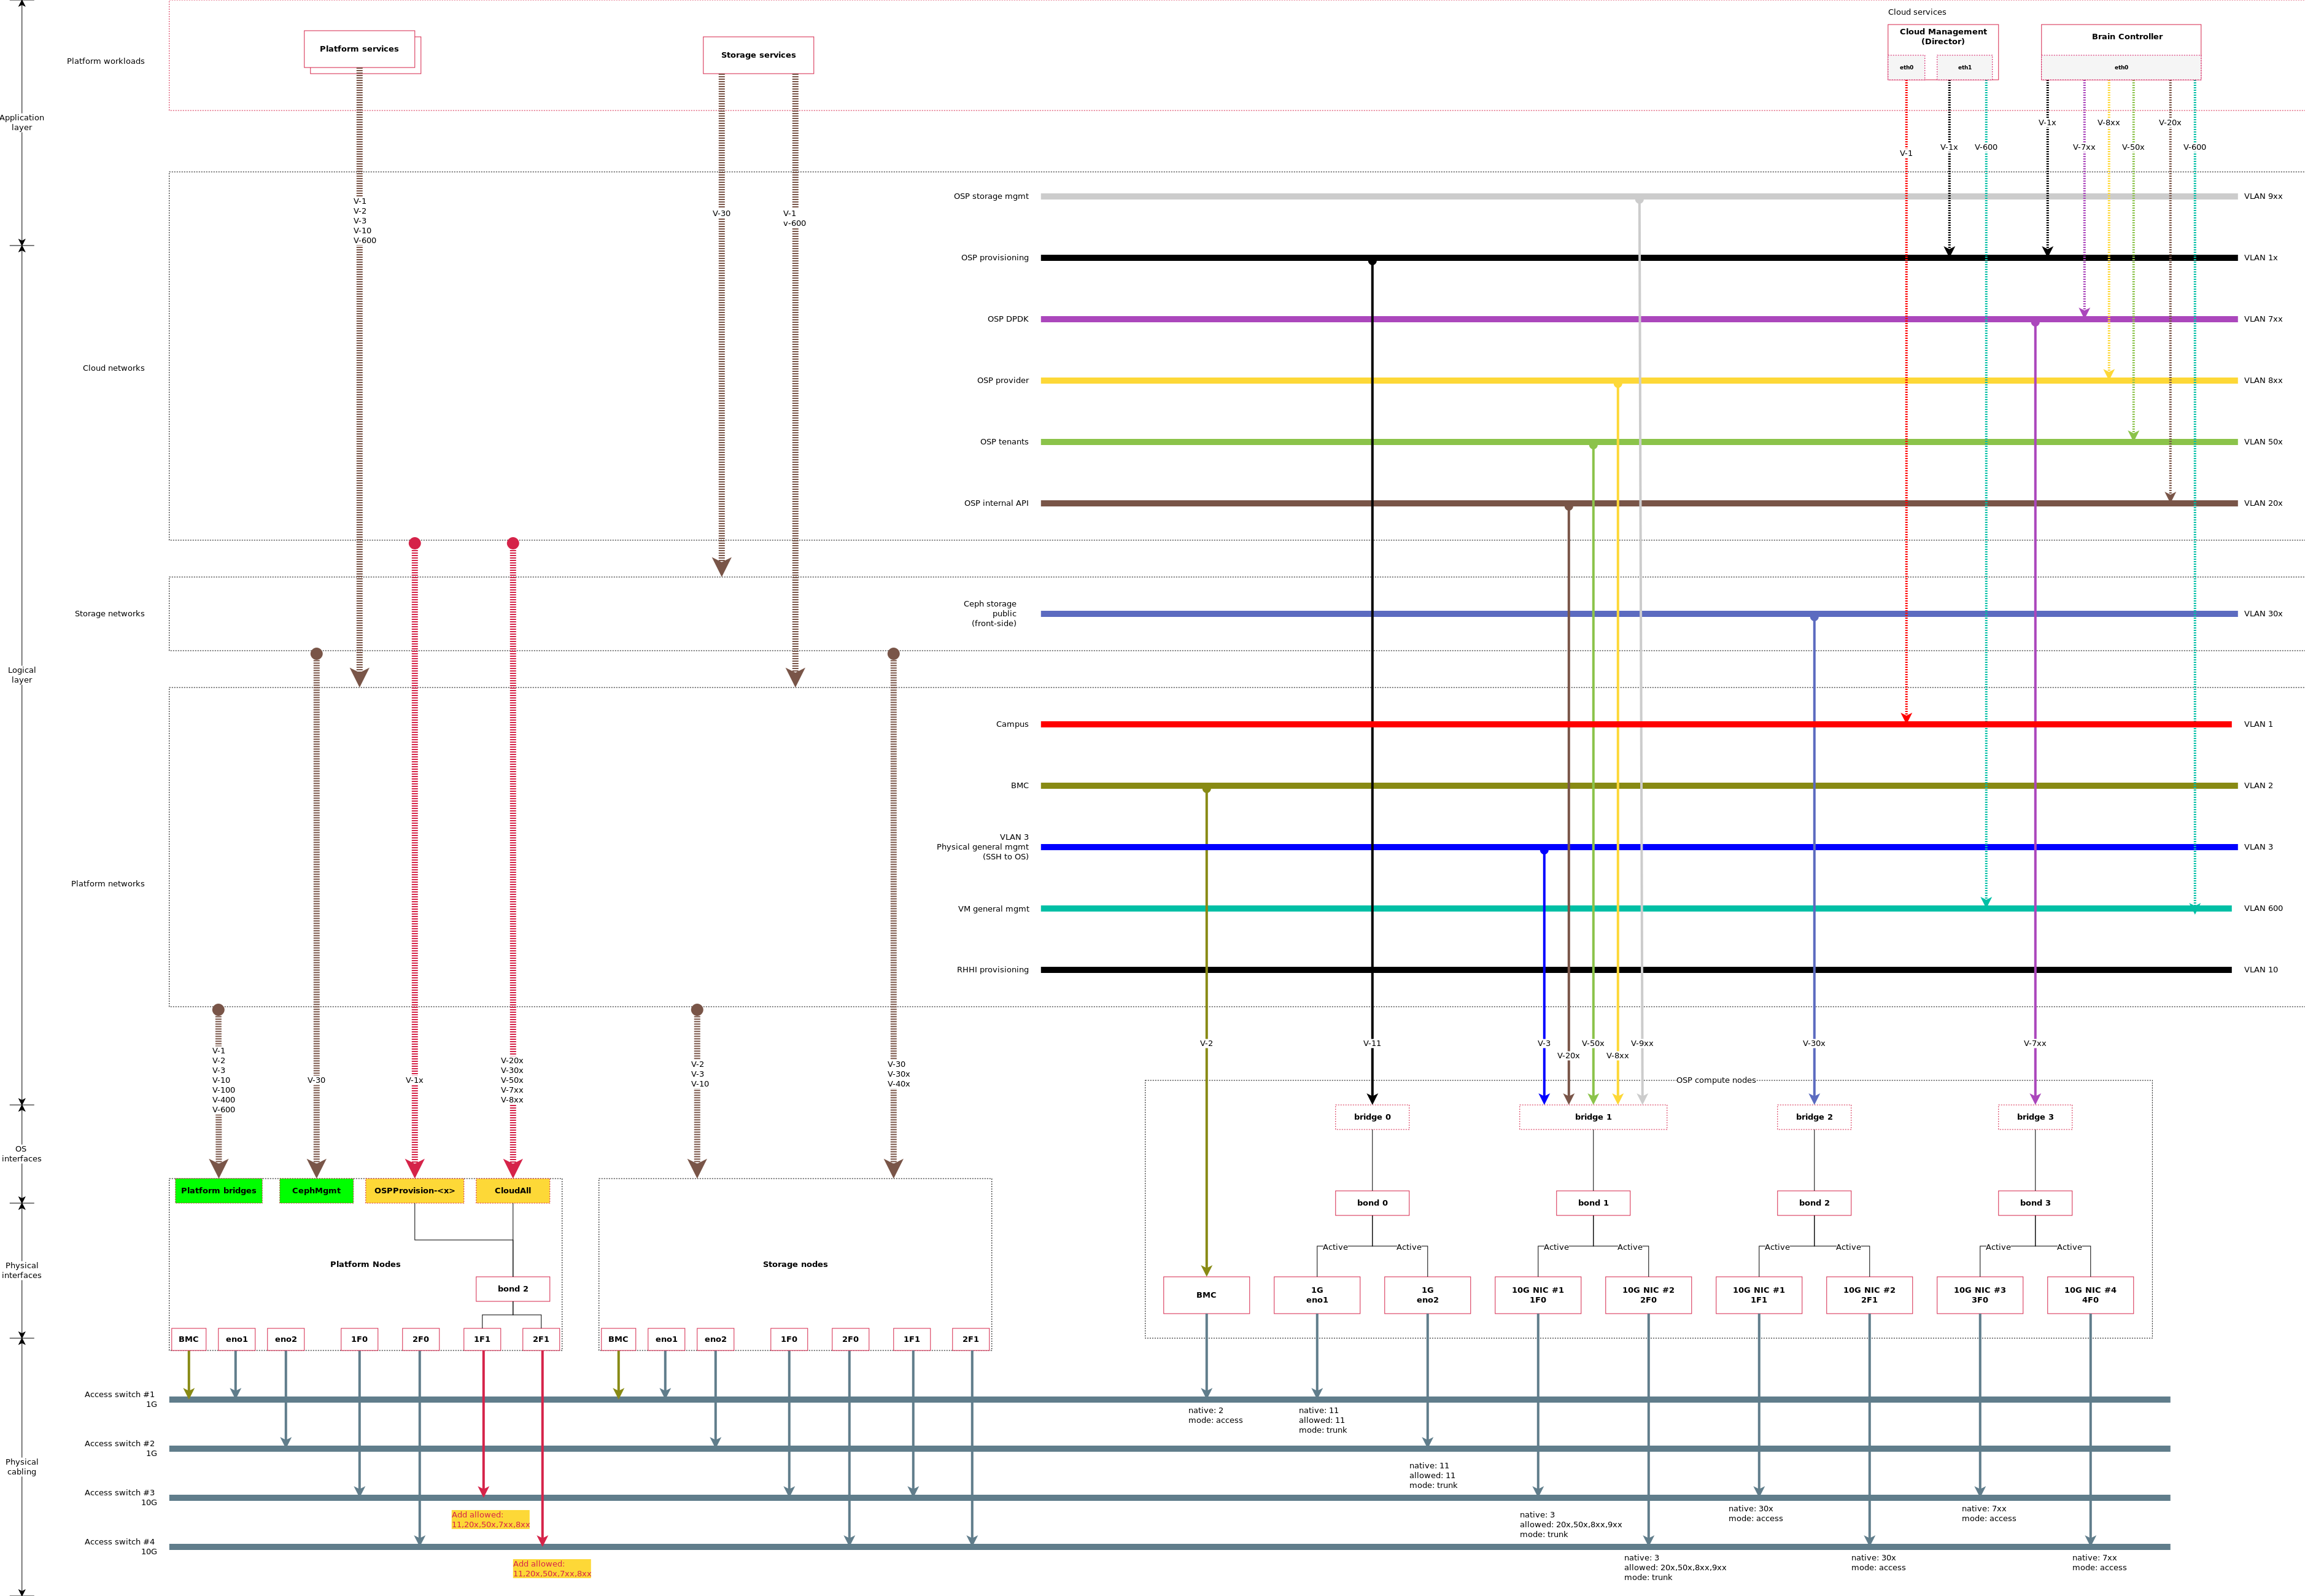 Cloud services
Platform workloads
Platform services
Storage services
Cloud Management
(Director)
eth0
eth1
Brain Controller
eth0
Application
layer
V-1
V-1x
V-600
V-1x
V-7xx
V-8xx
V-50x
V-20x
V-600
V-1
V-2
V-3
V-10
V-600
V-30
V-1
v-600
OSP storage mgmt
VLAN 9xx
OSP provisioning
VLAN 1x
OSP DPDK
VLAN 7xx
Cloud networks
OSP provider
VLAN 8xx
OSP tenants
VLAN 50x
OSP internal API
VLAN 20x
Storage networks
Ceph storage
public
(front-side)
VLAN 30x
Logical
layer
Campus
VLAN 1
BMC
VLAN 2
VLAN 3
Physical general mgmt
(SSH to OS)
VLAN 3
Platform networks
VM general mgmt
VLAN 600
RHHI provisioning
VLAN 10
V-1
V-2
V-3
V-10
V-100
V-400
V-600
V-30
V-1x
V-20x
V-30x
V-50x
V-7xx
V-8xx
V-2
V-3
V-10
V-30
V-30x
V-40x
V-2
V-11
V-3
V-20x
V-50x
V-8xx
V-9xx
V-30x
V-7xx
OSP compute nodes
OS
interfaces
bridge 0
bridge 1
bridge 2
bridge 3
Platform bridges
CephMgmt
OSPProvision-<x>
CloudAll
bond 0
bond 1
bond 2
bond 3
Active
Active
Active
Active
Active
Active
Active
Active
Physical
interfaces
Platform Nodes
Storage nodes
bond 2
BMC
1G
eno1
1G
eno2
10G NIC #1
1F0
10G NIC #2
2F0
10G NIC #1
1F1
10G NIC #2
2F1
10G NIC #3
3F0
10G NIC #4
4F0
BMC
eno1
eno2
1F0
2F0
1F1
2F1
BMC
eno1
eno2
1F0
2F0
1F1
2F1
Physical
cabling
Access switch #1
1G
native: 2
mode: access
native: 11
allowed: 11
mode: trunk
Access switch #2
1G
native: 11
allowed: 11
mode: trunk
Access switch #3
10G
Add allowed:
11,20x,50x,7xx,8xx
native: 3
allowed: 20x,50x,8xx,9xx
mode: trunk
native: 30x
mode: access
native: 7xx
mode: access
Access switch #4
10G
Add allowed:
11,20x,50x,7xx,8xx
native: 3
allowed: 20x,50x,8xx,9xx
mode: trunk
native: 30x
mode: access
native: 7xx
mode: access